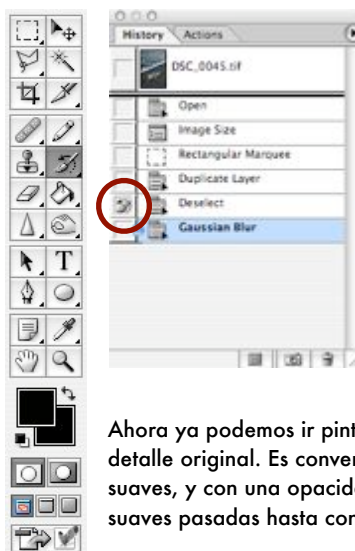 History Actions
DSC_0045.tif
Open
Image Size
Rectangular Marquee
Duplicate Layer
Deselect
Gaussian Blur
T
Ahora ya podemos ir pint
detalle original. Es conver
suaves, y con una opacid
suaves pasadas hasta con